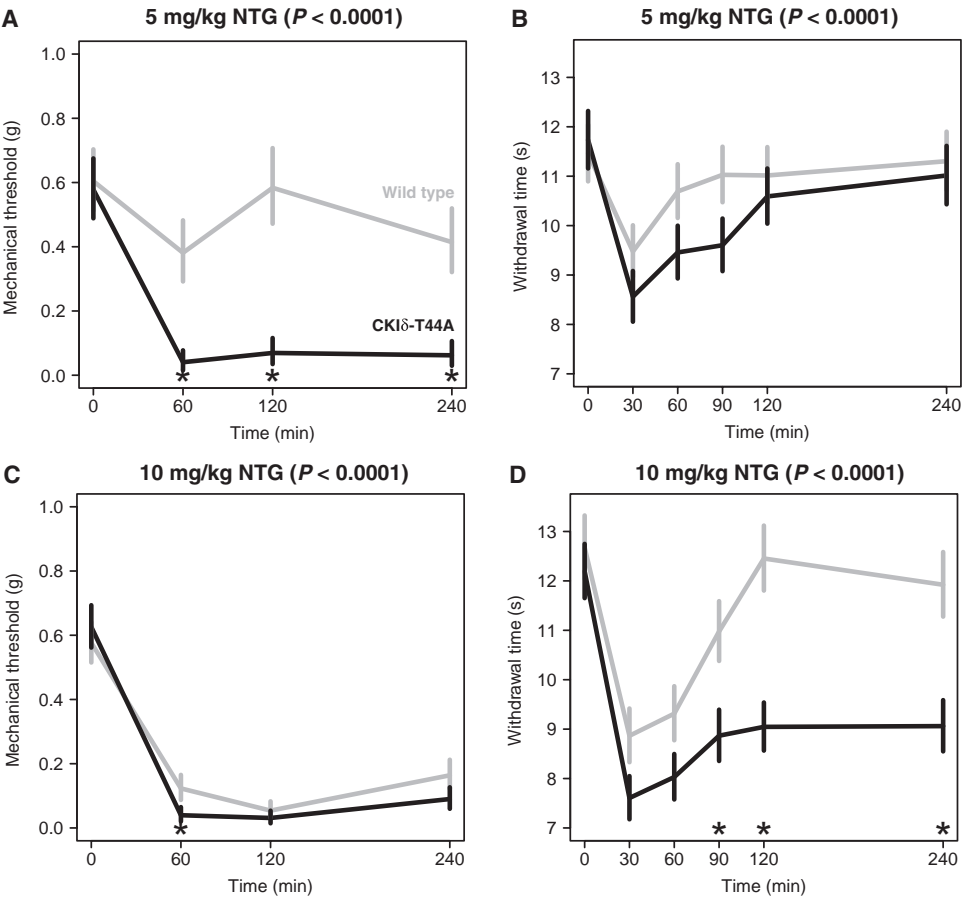 A
5 mg/kg NTG (P < 0.0001)
Mechanical threshold (g)
1.0
0.8
0.6
0.4
0.2
0.0
Wild type
CKIδ-T44A
* * *
0 60 120 240
Time (min)
B
5 mg/kg NTG (P < 0.0001)
Withdrawal time (s)
13
12
11
10
9
8
7
0 30 60 90 120 240
Time (min)
C
10 mg/kg NTG (P < 0.0001)
Mechanical threshold (g)
1.0
0.8
0.6
0.4
0.2
0.0
*
0 60 120 240
Time (min)
D
10 mg/kg NTG (P < 0.0001)
Withdrawal time (s)
13
12
11
10
9
8
7
* * *
0 30 60 90 120 240
Time (min)